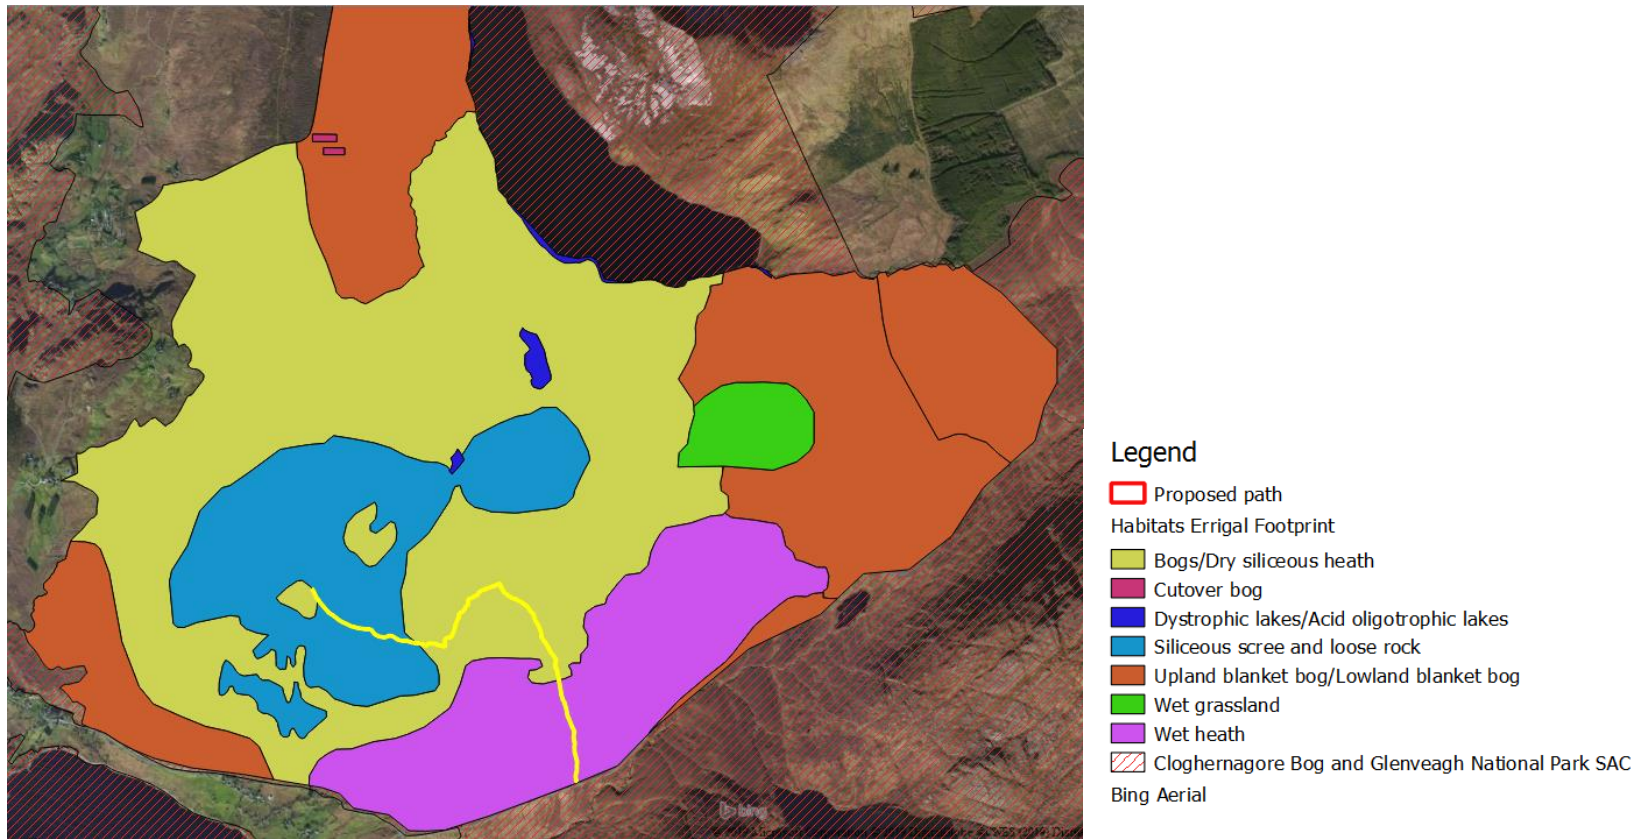 Legend
Proposed path
Habitats Errigal Footprint
Bogs/Dry siliceous heath
Cutover bog
Dystrophic lakes/Acid oligotrophic lakes
Siliceous scree and loose rock
Upland blanket bog/Lowland blanket bog
Wet grassland
Wet heath
Cloghernagore Bog and Glenveagh National Park SAC
Bing Aerial
bing